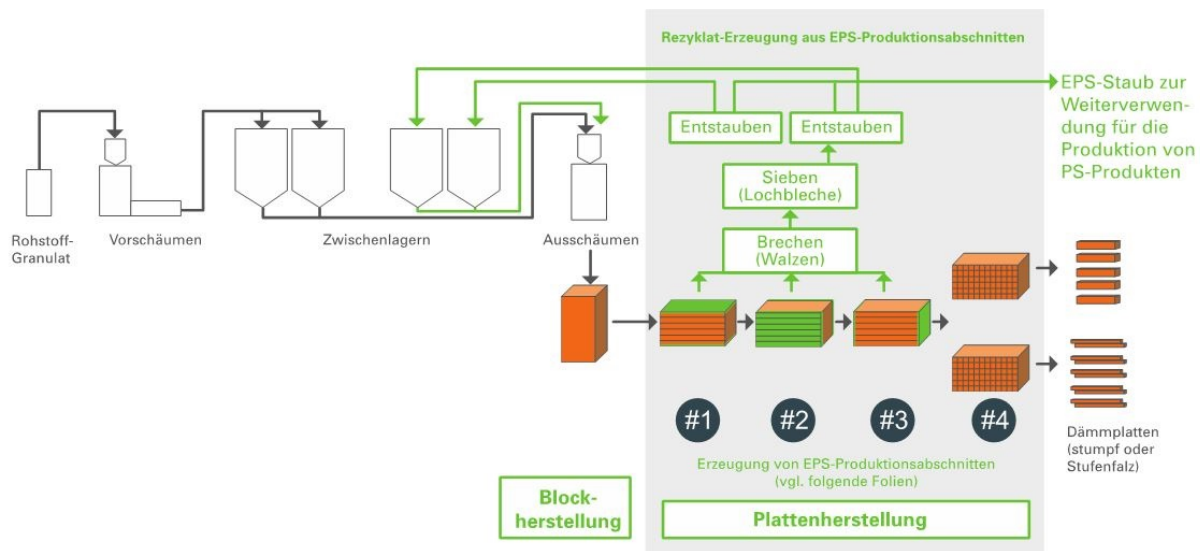 Rezyklat-Erzeugung aus EPS-Produktionsabschnitten
EPS-Staub zur
Weiterverwen-
dung für die
Produktion von
PS-Produkten
Entstauben
Entstauben
Sieben
(Lochbleche)
Brechen
(Walzen)
Rohstoff-
Granulat
Vorschäumen
Zwischenlagern
Ausschäumen
#1
#2
#3
#4
Dämmplatten
(stumpf oder
Stufenfalz)
Erzeugung von EPS-Produktionsabschnitten
(vgl. folgende Folien)
Block-
herstellung
Plattenherstellung